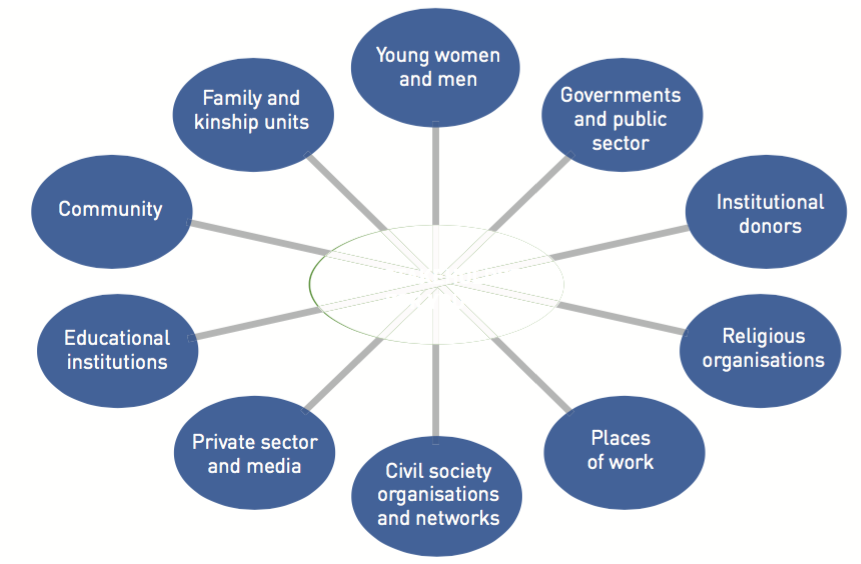 Young women
and men
Governments
and public
sector
Institutional
donors
Religious
organisations
Places
of work
Civil society
organisations
and networks
Private sector
and media
Educational
institutions
Community
Family and
kinship units